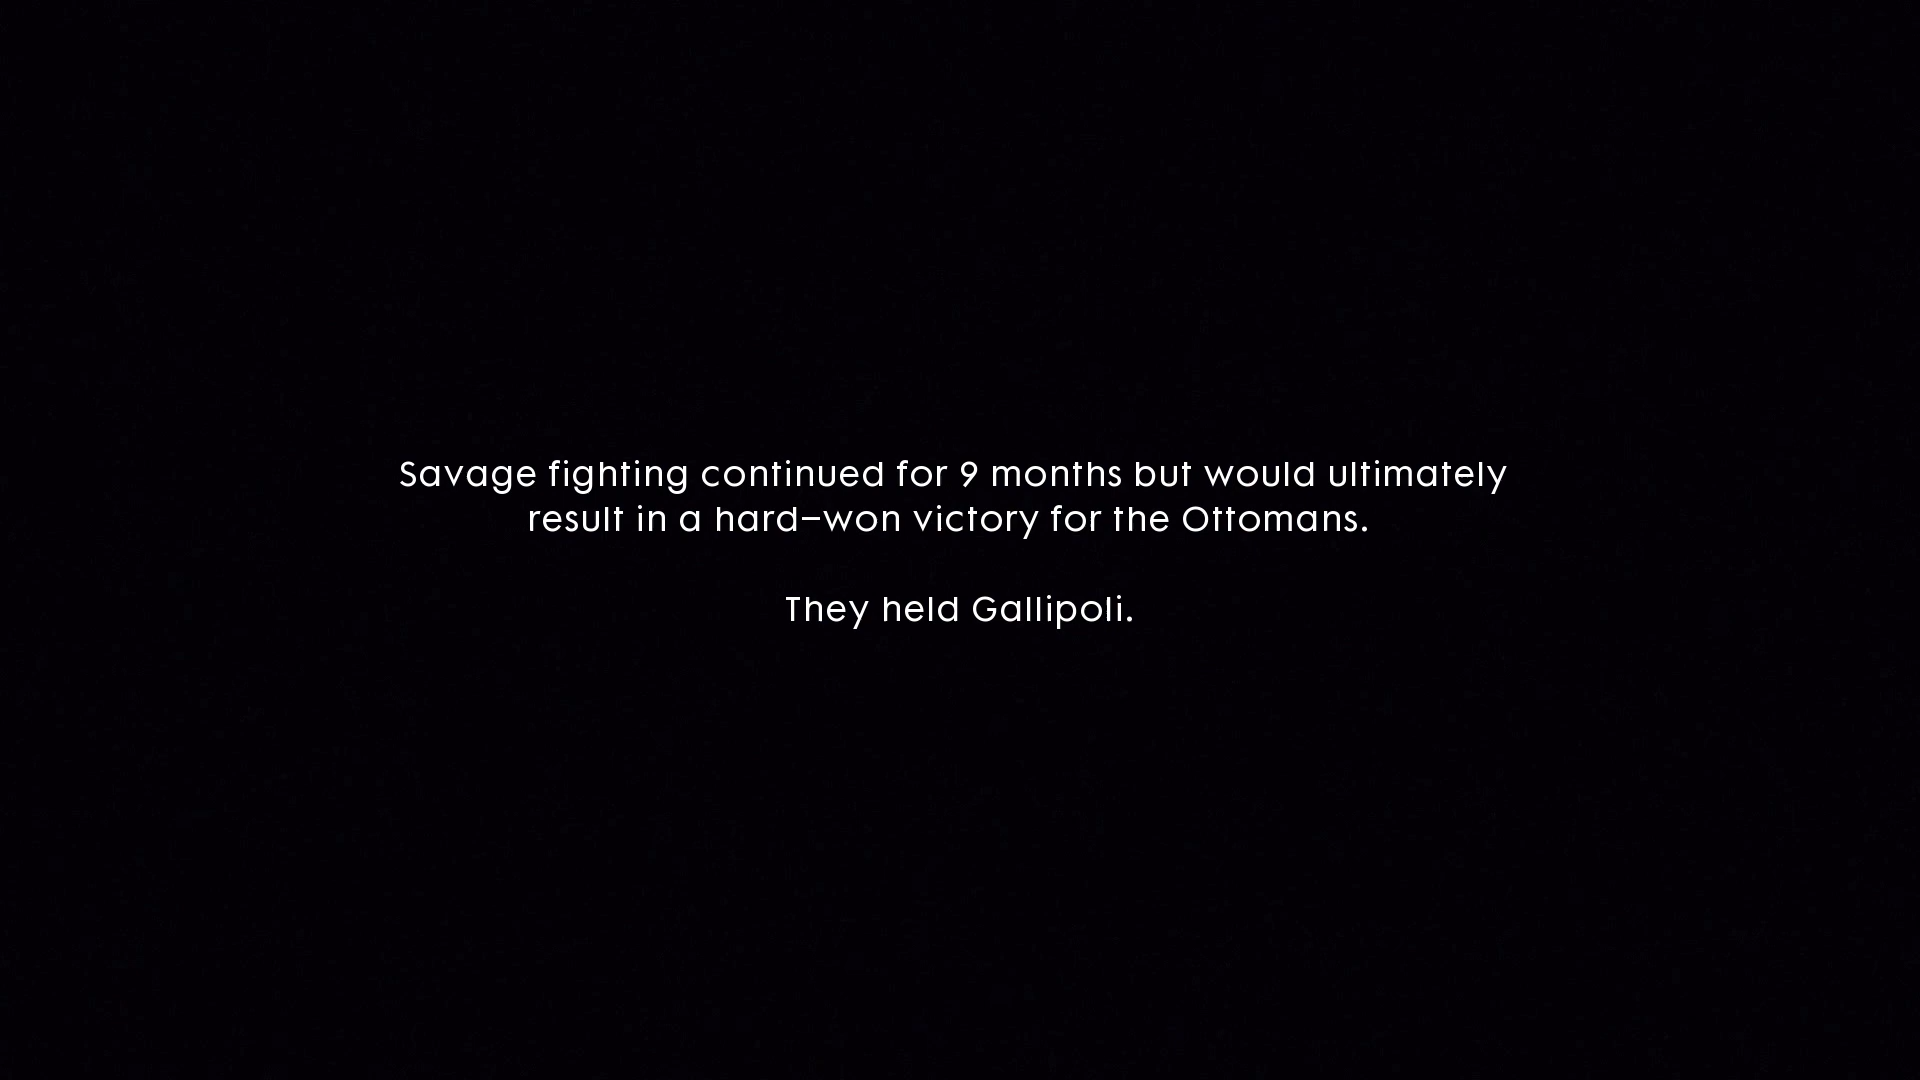 Savage fighting continued for 9 months but would ultimately
result in a hard–won victory for the Ottomans.
They held Gallipoli.